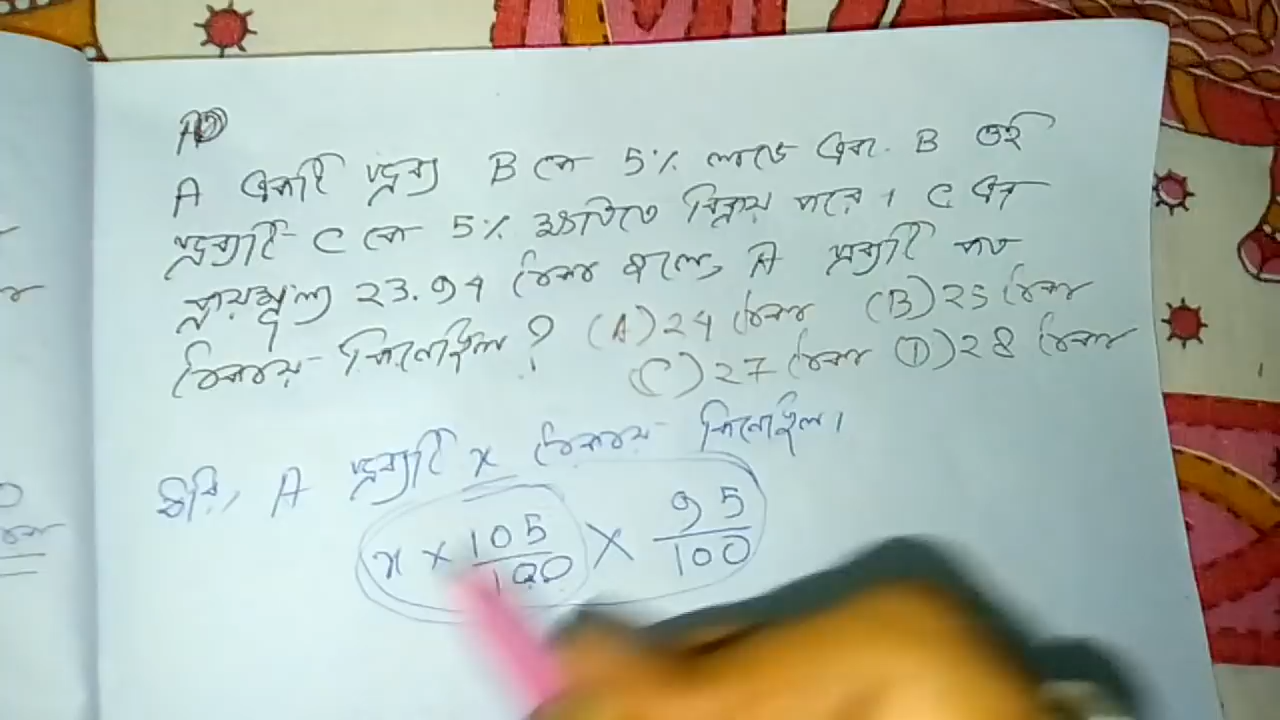 A একটি দ্রব্য B কে 5% লাভে এবং B ওই
দ্রব্যটি C কে 5% ক্ষতিতে বিক্রয় করে । C এর
ক্রয়মূল্য 23.94 টাকা হলে, A দ্রব্যটি কত
টাকায় কিনেছিল ? (A) 24 টাকা (B) 25 টাকা
(C) 27 টাকা (D) 28 টাকা
ধরি, A দ্রব্যটি x টাকায় কিনেছিল।
x × 105/100 × 95/100